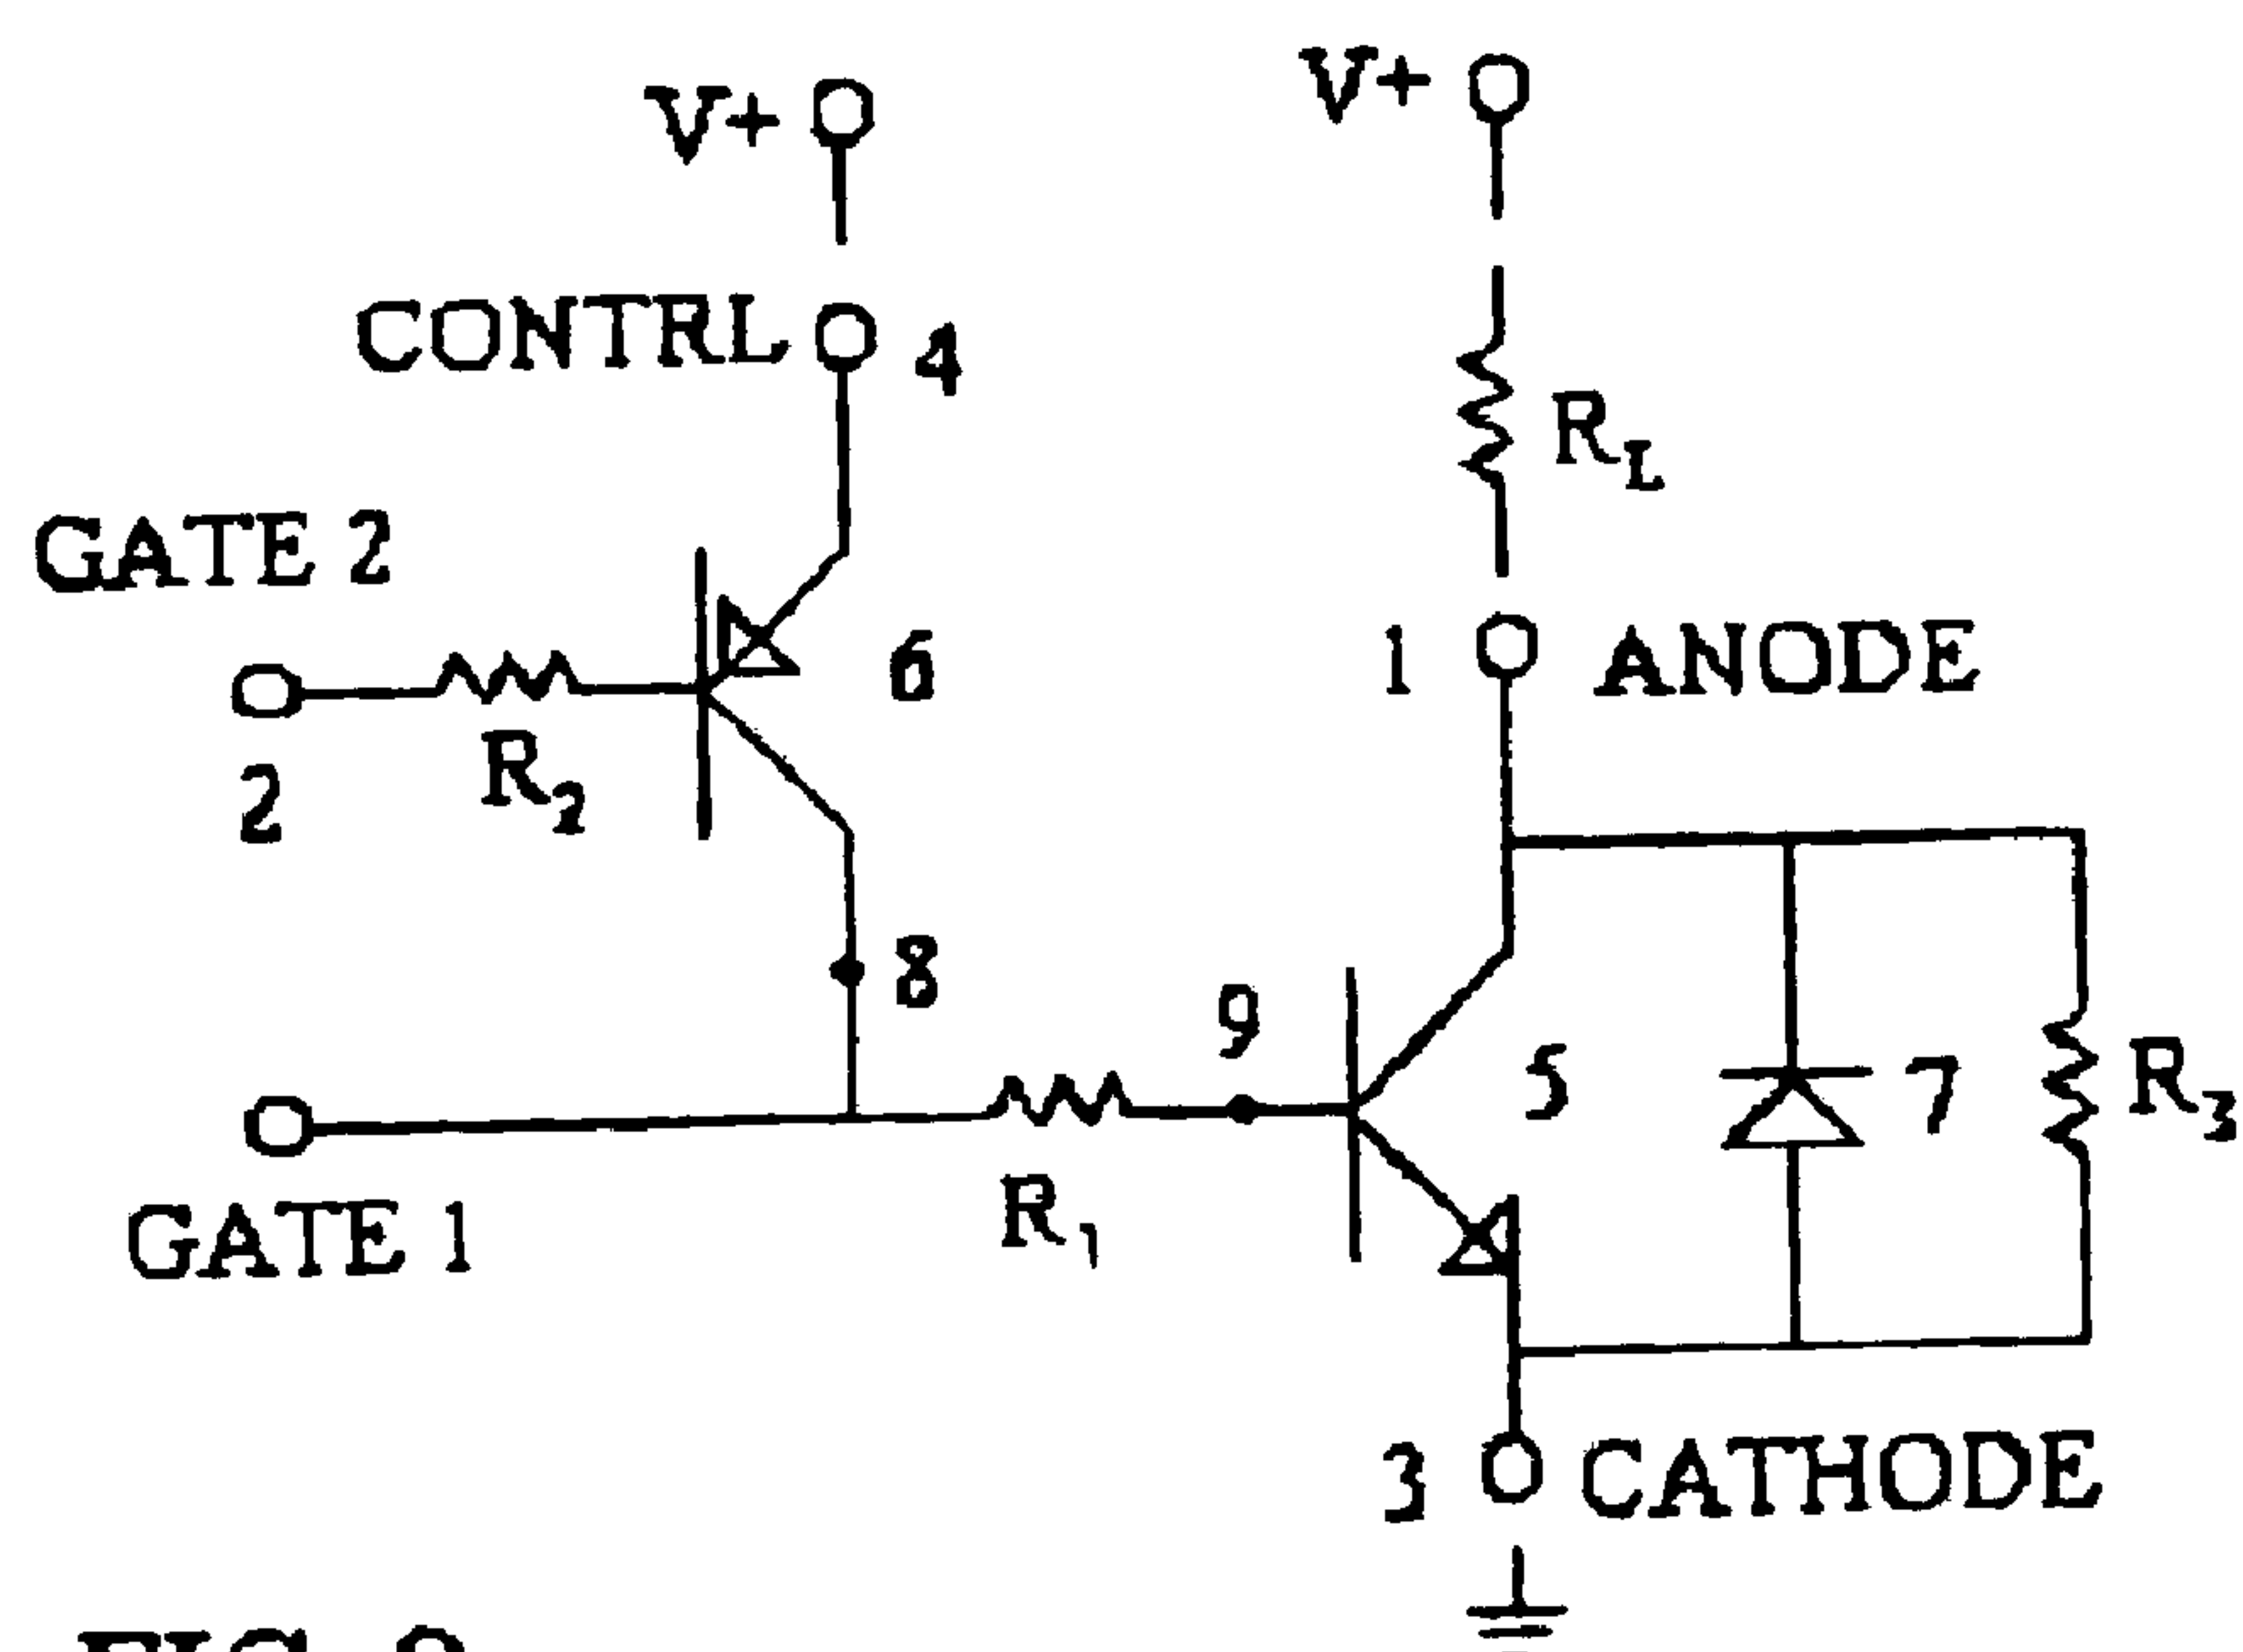 V+
V+
CONTRL
4
R_L
GATE 2
6
1
ANODE
2
R_2
8
9
5
7
R_3
GATE 1
R_1
3
CATHODE